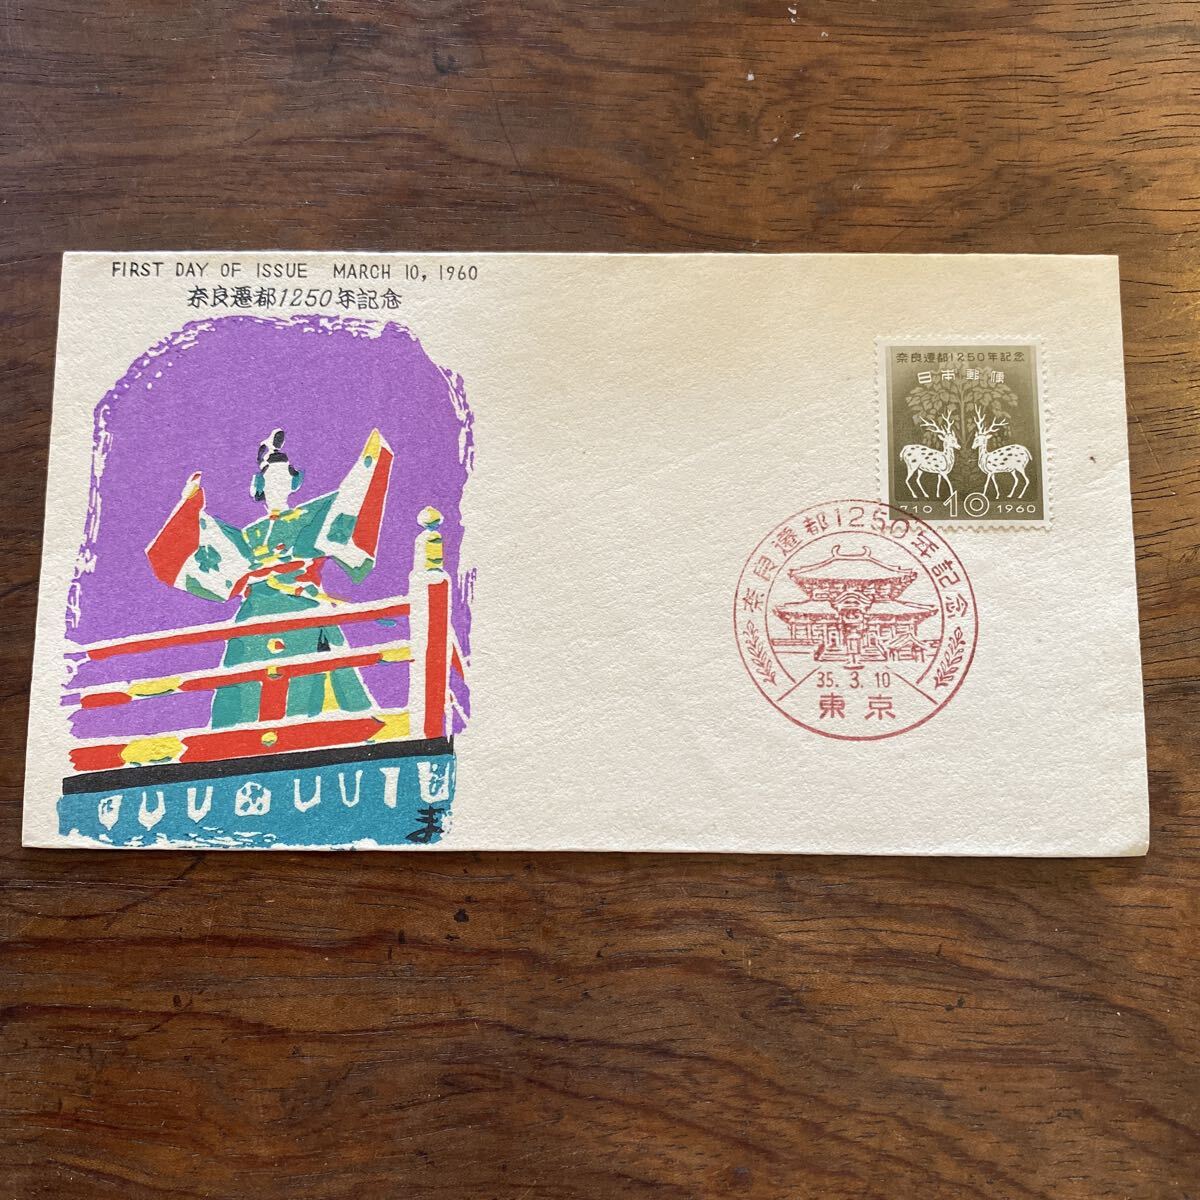 FIRST DAY OF ISSUE MARCH 10, 1960
奈良遷都1250年記念
奈良遷都1250年記念
日本郵便
710 10 1960
奈良遷都1250年記念
35.3.10
東京
ま